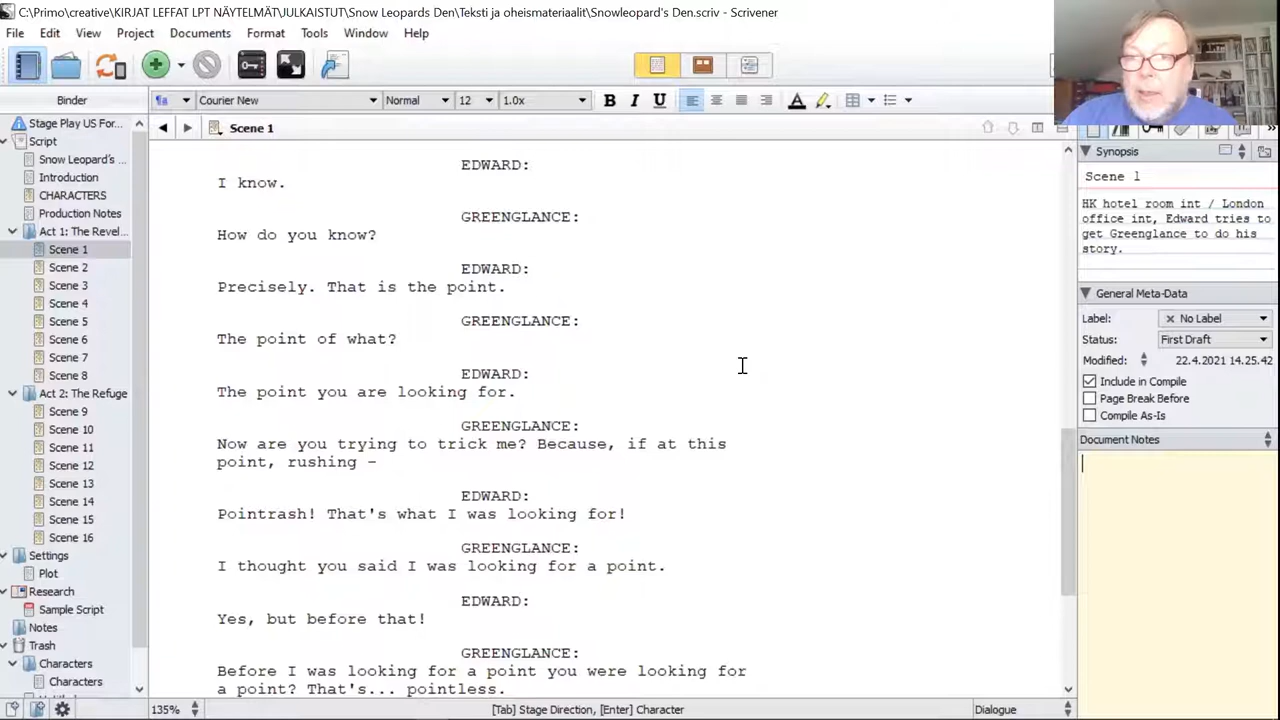 C:\Primo\creative\KIRJAT LEFFAT LPT NÄYTELMÄT\JULKAISTUT\Snow Leopards Den\Teksti ja oheismateriaalit\Snowleopard's Den.scriv - Scrivener
File Edit View Project Documents Format Tools Window Help
Binder
Courier New Normal 12 1.0x B I U A
Scene 1
Stage Play US For...
Script
Snow Leopard's ...
Introduction
CHARACTERS
Production Notes
Act 1: The Revel...
Scene 1
Scene 2
Scene 3
Scene 4
Scene 5
Scene 6
Scene 7
Scene 8
Act 2: The Refuge
Scene 9
Scene 10
Scene 11
Scene 12
Scene 13
Scene 14
Scene 15
Scene 16
Settings
Plot
Research
Sample Script
Notes
Trash
Characters
Characters
EDWARD:
I know.
GREENGLANCE:
How do you know?
EDWARD:
Precisely. That is the point.
GREENGLANCE:
The point of what?
EDWARD:
The point you are looking for.
GREENGLANCE:
Now are you trying to trick me? Because, if at this
point, rushing –
EDWARD:
Pointrash! That's what I was looking for!
GREENGLANCE:
I thought you said I was looking for a point.
EDWARD:
Yes, but before that!
GREENGLANCE:
Before I was looking for a point you were looking for
a point? That's... pointless.
Synopsis
Scene 1
HK hotel room int / London
office int, Edward tries to
get Greenglance to do his
story.
General Meta-Data
Label: No Label
Status: First Draft
Modified: 22.4.2021 14.25.42
Include in Compile
Page Break Before
Compile As-Is
Document Notes
135% [Tab] Stage Direction, [Enter] Character Dialogue